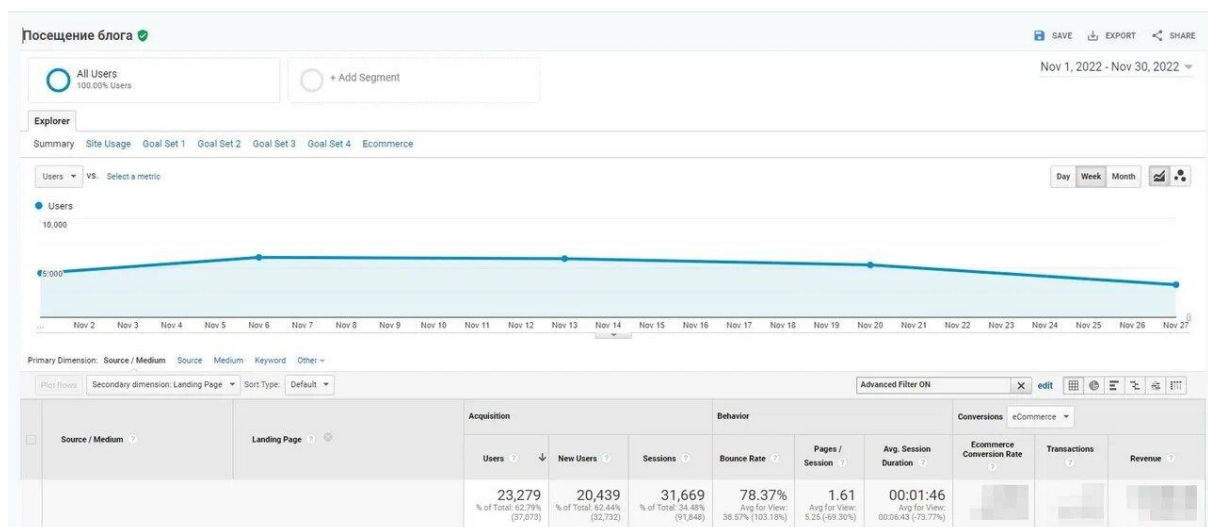 Посещение блога
SAVE EXPORT SHARE
All Users
100.00% Users
+ Add Segment
Nov 1, 2022 - Nov 30, 2022
Explorer
Summary Site Usage Goal Set 1 Goal Set 2 Goal Set 3 Goal Set 4 Ecommerce
Users VS. Select a metric Day Week Month
Users
10,000
5,000
... Nov 2 Nov 3 Nov 4 Nov 5 Nov 6 Nov 7 Nov 8 Nov 9 Nov 10 Nov 11 Nov 12 Nov 13 Nov 14 Nov 15 Nov 16 Nov 17 Nov 18 Nov 19 Nov 20 Nov 21 Nov 22 Nov 23 Nov 24 Nov 25 Nov 26 Nov 27
Primary Dimension: Source / Medium Source Medium Keyword Other
Plot Rows Secondary dimension: Landing Page Sort Type: Default Advanced Filter ON edit
Acquisition Behavior Conversions eCommerce
Source / Medium ? Landing Page ?
Users ? New Users ? Sessions ? Bounce Rate ? Pages / Session ? Avg. Session Duration ? Ecommerce Conversion Rate ? Transactions ? Revenue ?
23,279 20,439 31,669 78.37% 1.61 00:01:46
% of Total: 62.79% (37,073) % of Total: 62.44% (32,732) % of Total: 34.48% (91,848) Avg for View: 38.57% (103.18%) Avg for View: 5.25 (-69.30%) Avg for View: 00:06:43 (-73.77%)